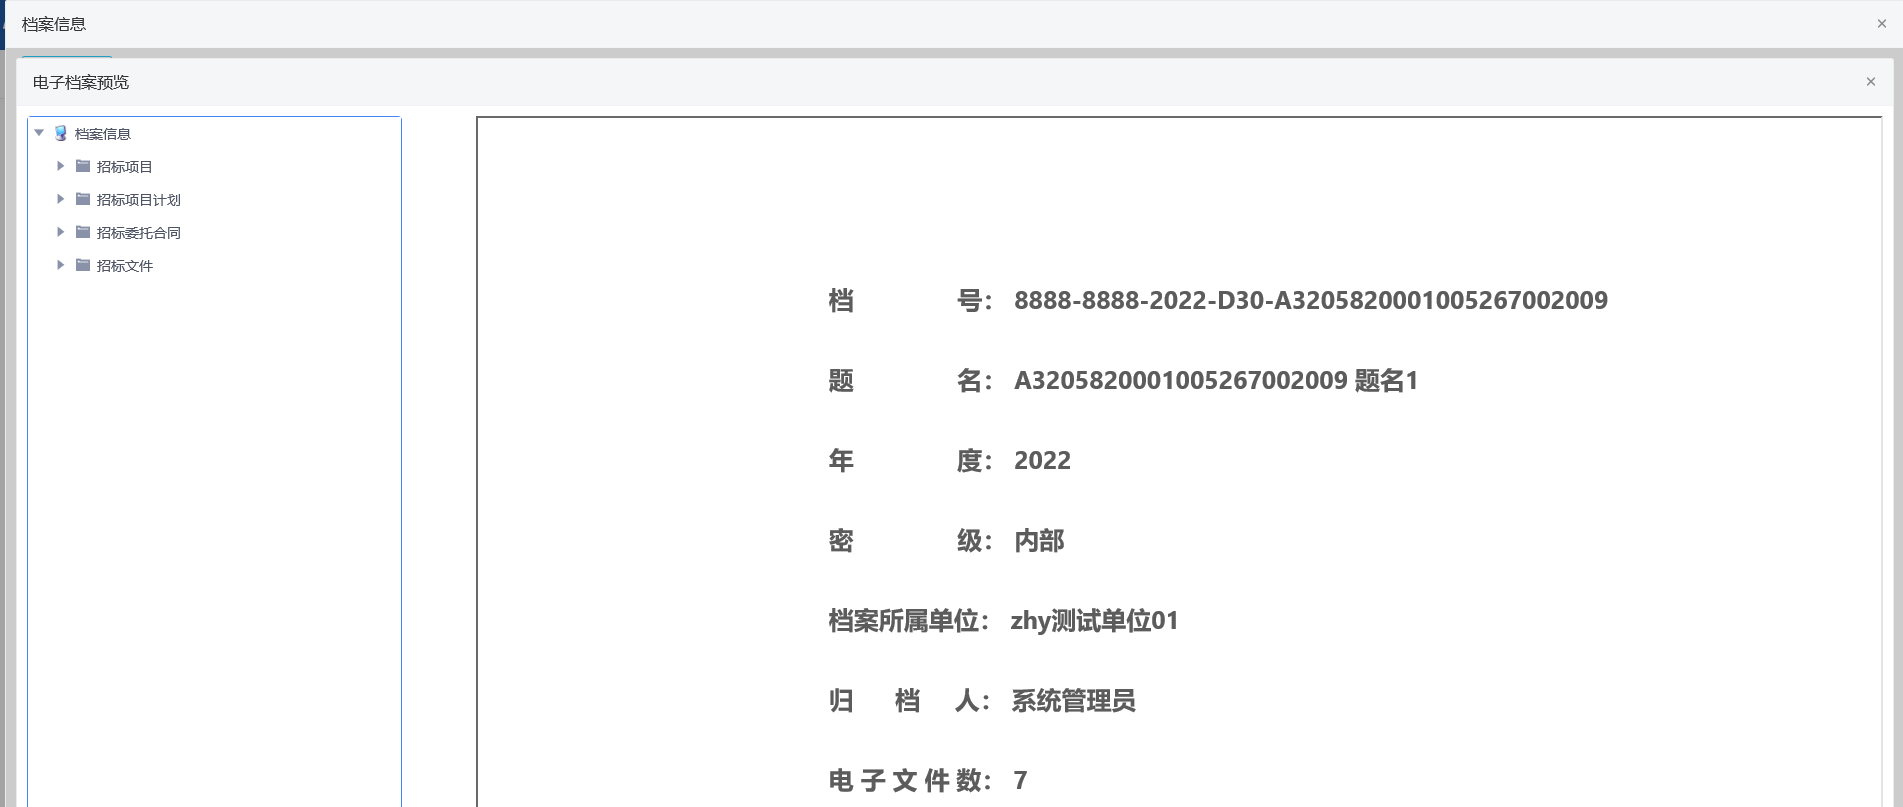 档案信息
电子档案预览
档案信息
招标项目
招标项目计划
招标委托合同
招标文件
档 号： 8888-8888-2022-D30-A3205820001005267002009
题 名： A3205820001005267002009 题名1
年 度： 2022
密 级： 内部
档案所属单位： zhy测试单位01
归 档 人： 系统管理员
电 子 文 件 数： 7